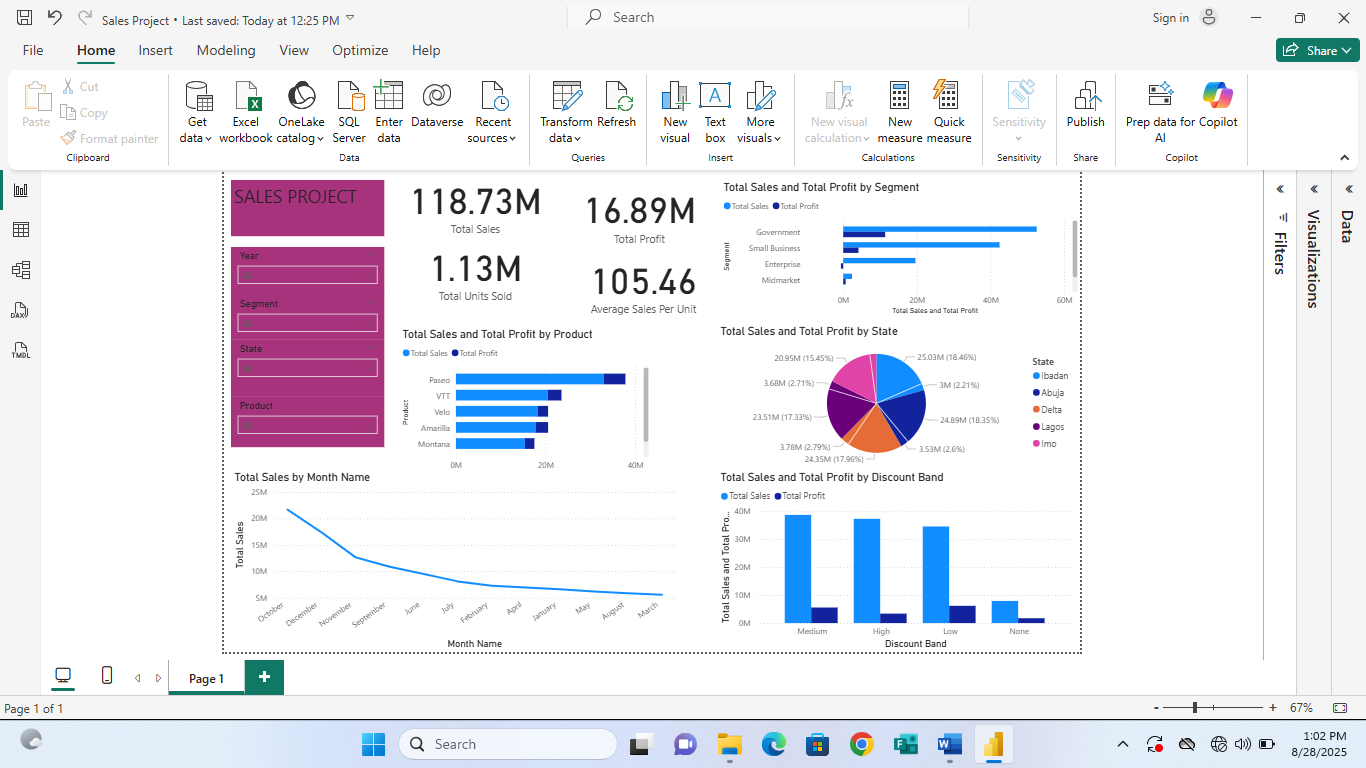 Sales Project • Last saved: Today at 12:25 PM
Search
Sign in
File
Home
Insert
Modeling
View
Optimize
Help
Share
Paste
Cut
Copy
Format painter
Clipboard
Get data
Excel workbook
OneLake catalog
SQL Server
Enter data
Dataverse
Recent sources
Data
Transform data
Refresh
Queries
New visual
Text box
More visuals
Insert
New visual calculation
New measure
Quick measure
Calculations
Sensitivity
Sensitivity
Publish
Share
Prep data for AI
Copilot
Copilot
DAX
TMDL
SALES PROJECT
Year
Segment
State
Product
118.73M
Total Sales
16.89M
Total Profit
1.13M
Total Units Sold
105.46
Average Sales Per Unit
Total Sales and Total Profit by Segment
Total Sales Total Profit
Segment
Government
Small Business
Enterprise
Midmarket
0M 20M 40M 60M
Total Sales and Total Profit
Total Sales and Total Profit by Product
Total Sales Total Profit
Product
Paseo
VTT
Velo
Amarilla
Montana
0M 20M 40M
Total Sales and Total Profit by State
20.95M (15.45%)
25.03M (18.46%)
3.68M (2.71%)
3M (2.21%)
23.51M (17.33%)
24.89M (18.35%)
3.78M (2.79%)
3.53M (2.6%)
24.35M (17.96%)
State
Ibadan
Abuja
Delta
Lagos
Imo
Total Sales by Month Name
Total Sales
25M
20M
15M
10M
5M
October December November September June July February April January May August March
Month Name
Total Sales and Total Profit by Discount Band
Total Sales Total Profit
Total Sales and Total Pro...
40M
30M
20M
10M
0M
Medium High Low None
Discount Band
Filters
Visualizations
Data
Page 1
Page 1 of 1
67%
Search
1:02 PM
8/28/2025